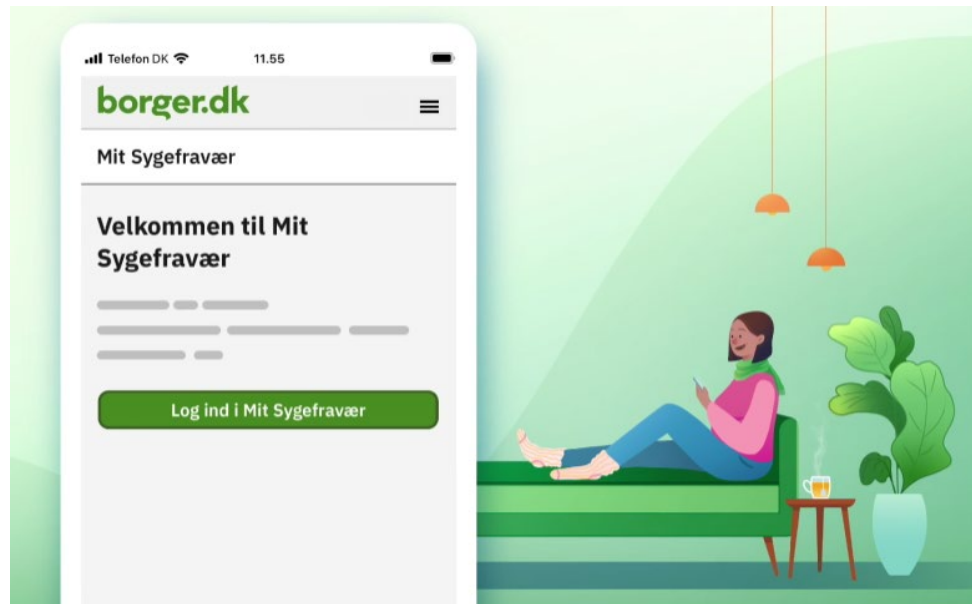 Telefon DK 11.55
borger.dk
Mit Sygefravær
Velkommen til Mit
Sygefravær
Log ind i Mit Sygefravær